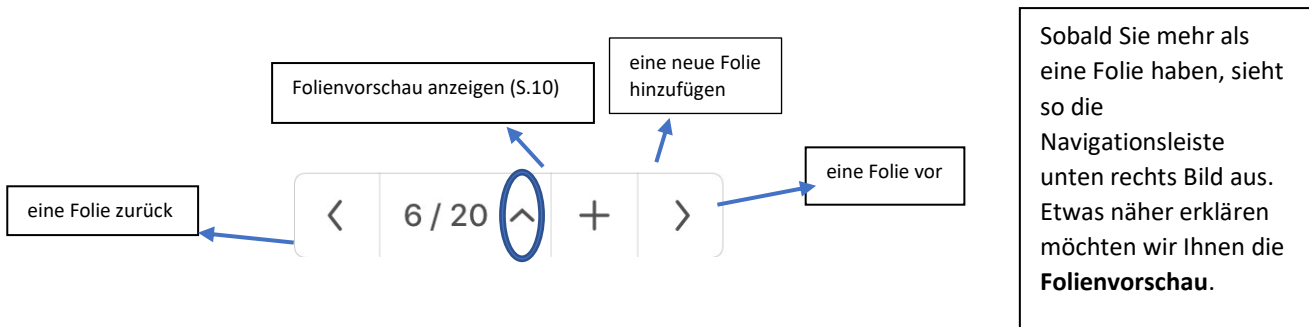 eine neue Folie
hinzufügen
Folienvorschau anzeigen (S.10)
eine Folie vor
eine Folie zurück
6 / 20
Sobald Sie mehr als
eine Folie haben, sieht
so die
Navigationsleiste
unten rechts Bild aus.
Etwas näher erklären
möchten wir Ihnen die
Folienvorschau.